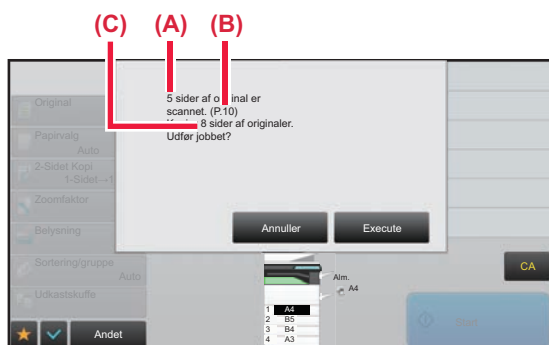 (C) (A) (B)
5 sider af original er
scannet. (P.10)
8 sider af originaler.
Udfør jobbet?
Annuller
Execute
Original
Papirvalg
Auto
2-Sidet Kopi
1-Sidet→1
Zoomfaktor
Belysning
Sortering/gruppe
Auto
Udkastskuffe
Andet
Alm.
A4
1 A4
2 B5
3 B4
4 A3
CA
Start